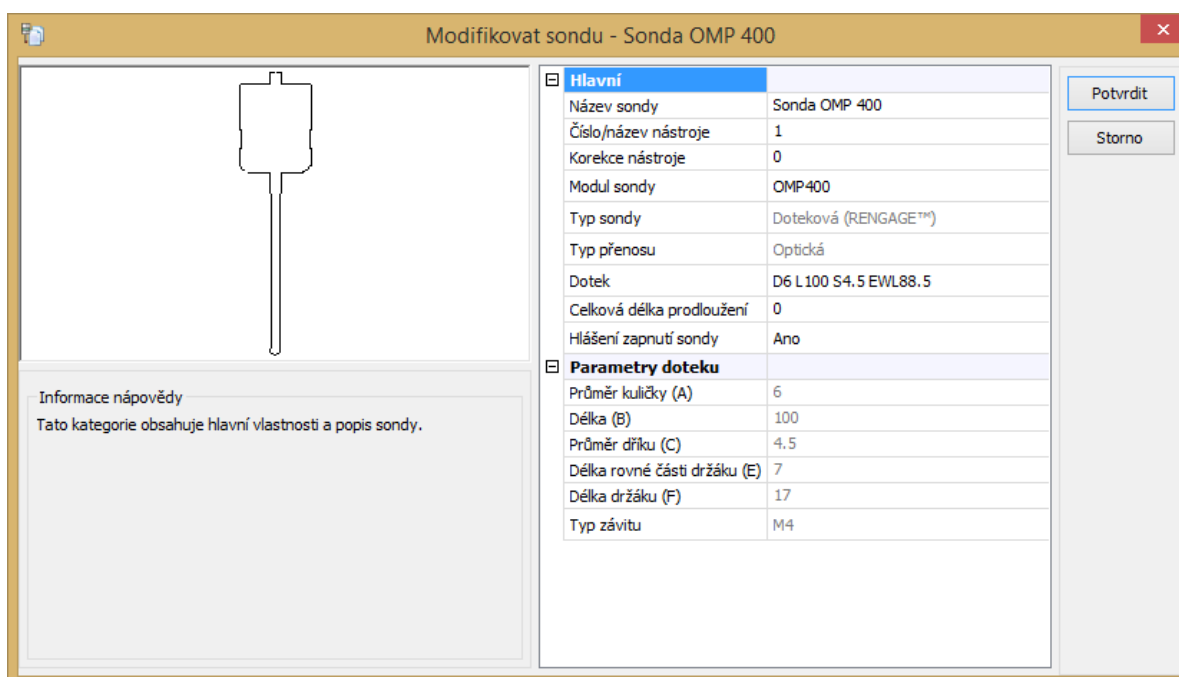 Modifikovat sondu - Sonda OMP 400
Hlavní
Název sondy Sonda OMP 400
Číslo/název nástroje 1
Korekce nástroje 0
Modul sondy OMP400
Typ sondy Doteková (RENGAGE™)
Typ přenosu Optická
Dotek D6 L100 S4.5 EWL88.5
Celková délka prodloužení 0
Hlášení zapnutí sondy Ano
Parametry doteku
Průměr kuličky (A) 6
Délka (B) 100
Průměr dříku (C) 4.5
Délka rovné části držáku (E) 7
Délka držáku (F) 17
Typ závitu M4
Potvrdit
Storno
Informace nápovědy
Tato kategorie obsahuje hlavní vlastnosti a popis sondy.